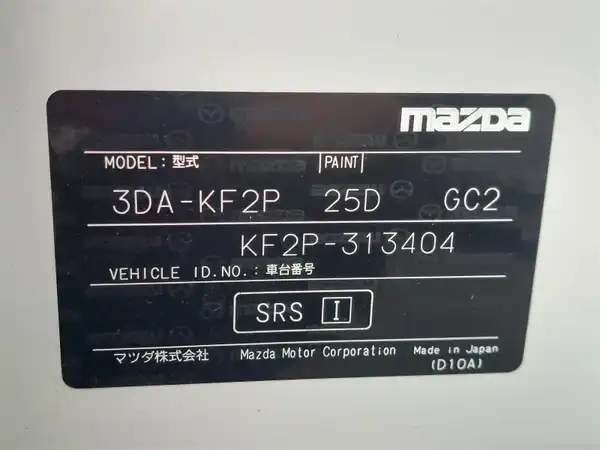 mazDa
MODEL: 型式 PAINT
3DA-KF2P 25D GC2
KF2P-313404
VEHICLE ID.NO.: 車台番号
SRS I
マツダ株式会社 Mazda Motor Corporation Made in Japan
(D10A)